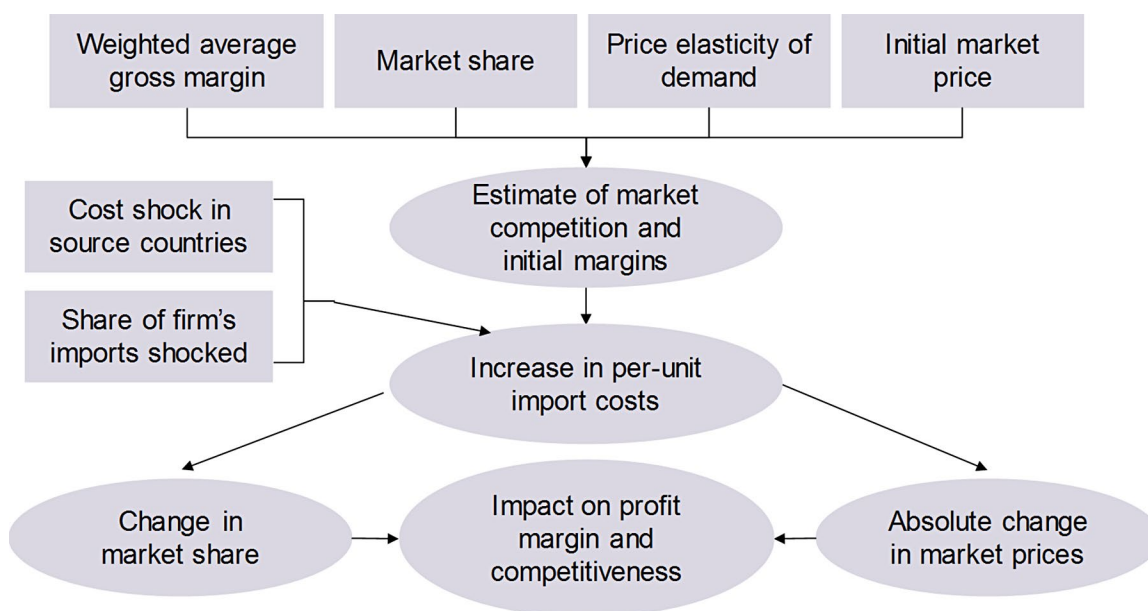 Weighted average
gross margin
Market share
Price elasticity of
demand
Initial market
price
Estimate of market
competition and
initial margins
Cost shock in
source countries
Share of firm's
imports shocked
Increase in per-unit
import costs
Change in
market share
Impact on profit
margin and
competitiveness
Absolute change
in market prices